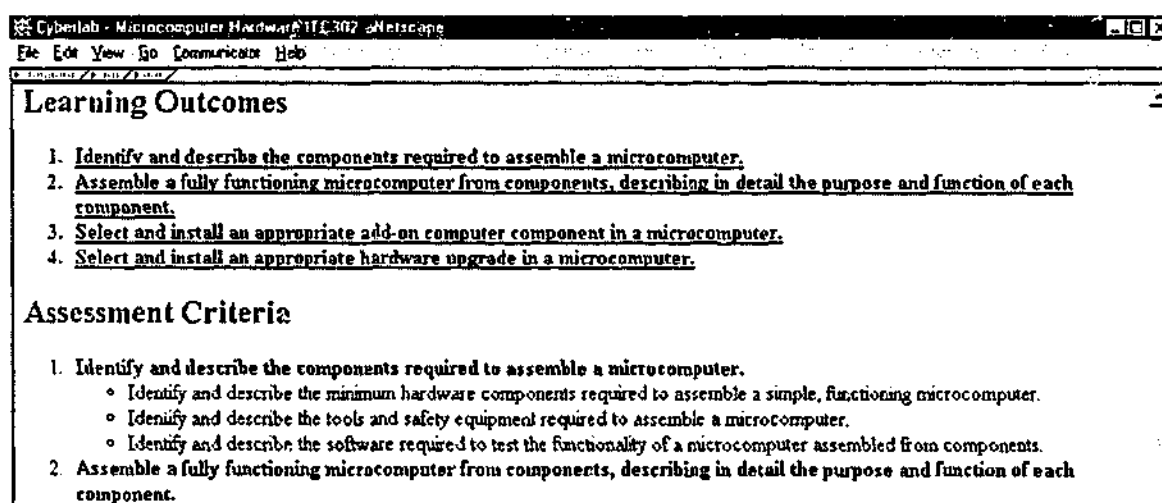 Cyberlab - Microcomputer Hardware ITC302 - Netscape
File Edit View Go Communicator Help
Learning Outcomes
1. Identify and describe the components required to assemble a microcomputer.
2. Assemble a fully functioning microcomputer from components, describing in detail the purpose and function of each
component.
3. Select and install an appropriate add-on computer component in a microcomputer.
4. Select and install an appropriate hardware upgrade in a microcomputer.
Assessment Criteria
1. Identify and describe the components required to assemble a microcomputer.
∘ Identify and describe the minimum hardware components required to assemble a simple, functioning microcomputer.
∘ Identify and describe the tools and safety equipment required to assemble a microcomputer.
∘ Identify and describe the software required to test the functionality of a microcomputer assembled from components.
2. Assemble a fully functioning microcomputer from components, describing in detail the purpose and function of each
component.